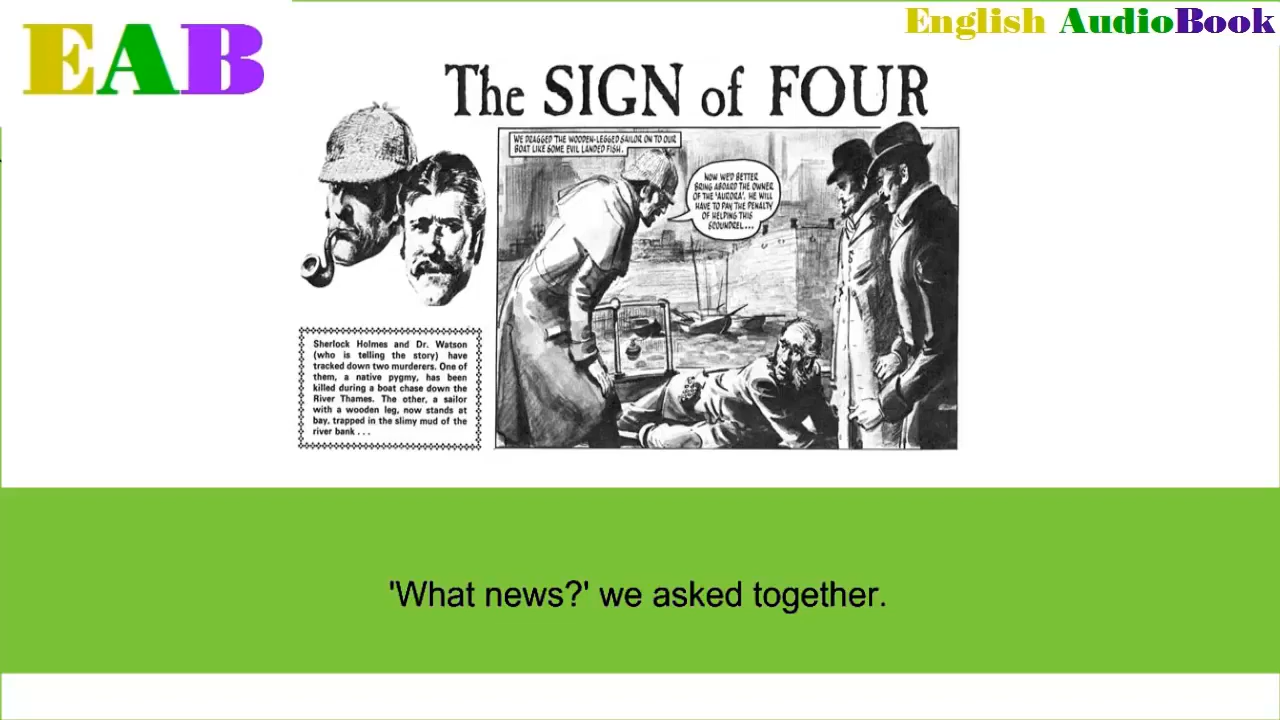 EAB
English AudioBook
The SIGN of FOUR
WE DRAGGED THE WOODEN-LEGGED SAILOR ON TO OUR
BOAT LIKE SOME EVIL LANDED FISH.
NOW WE'D BETTER
BRING ABOARD THE OWNER
OF THE 'AURORA'. HE WILL
HAVE TO PAY THE PENALTY
OF HELPING THIS
SCOUNDREL...
Sherlock Holmes and Dr. Watson
(who is telling the story) have
tracked down two murderers. One of
them, a native pygmy, has been
killed during a boat chase down the
River Thames. The other, a sailor
with a wooden leg, now stands at
bay, trapped in the slimy mud of the
river bank . . .
'What news?' we asked together.